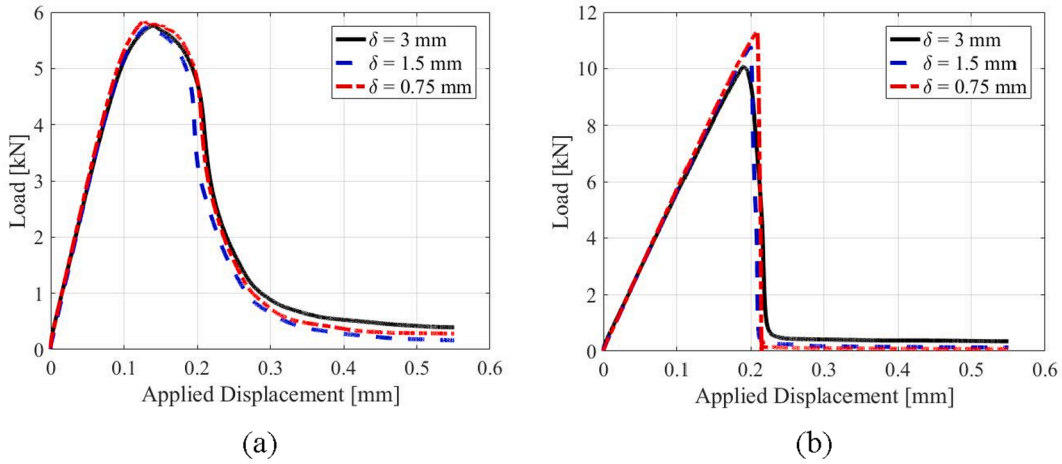 6
5
4
3
2
1
0
Load [kN]
0 0.1 0.2 0.3 0.4 0.5 0.6
Applied Displacement [mm]
δ = 3 mm
δ = 1.5 mm
δ = 0.75 mm
(a)
12
10
8
6
4
2
0
Load [kN]
0 0.1 0.2 0.3 0.4 0.5 0.6
Applied Displacement [mm]
δ = 3 mm
δ = 1.5 mm
δ = 0.75 mm
(b)